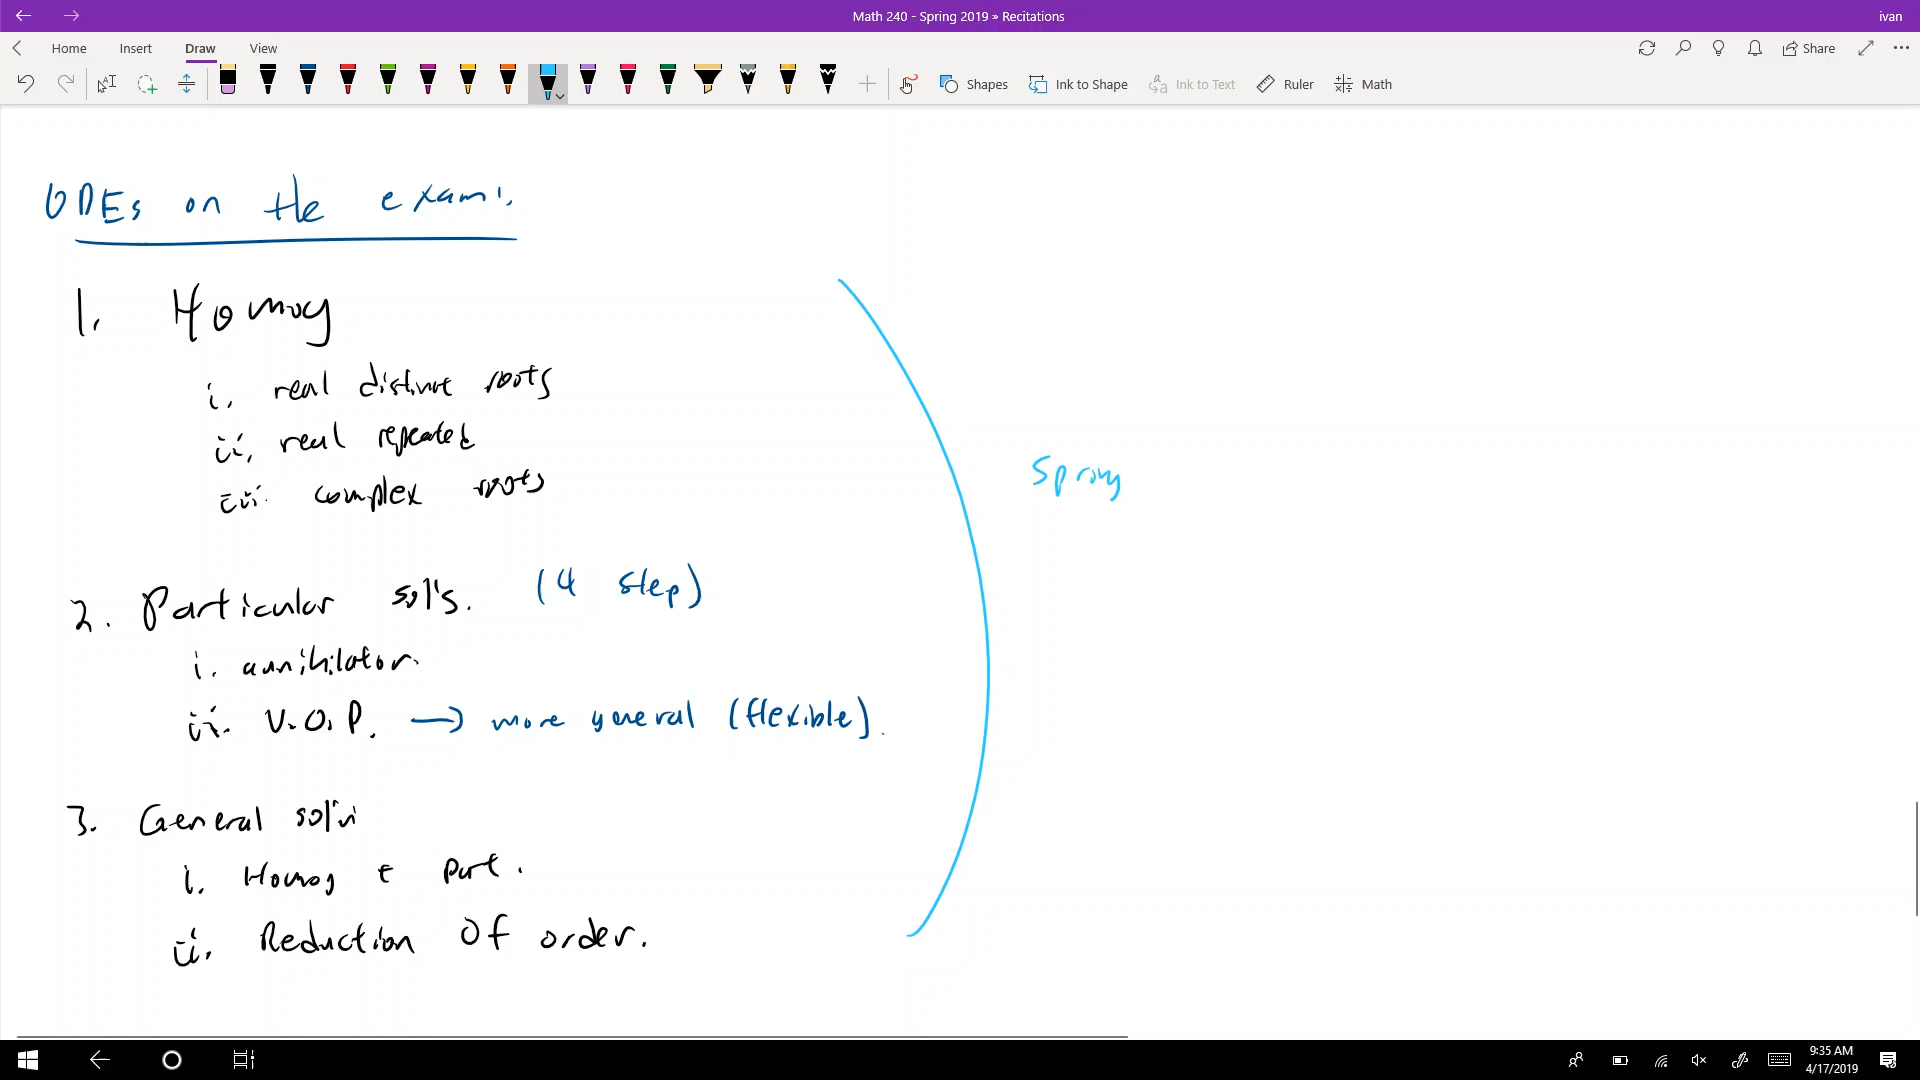 Math 240 - Spring 2019 » Recitations
ivan
Home Insert Draw View
Share
Shapes Ink to Shape Ink to Text Ruler Math
ODEs on the exam:
1. Homog
i. real distinct roots
ii. real repeated
iii. complex roots
Spring
2. Particular sol's. (4 step)
i. annihilator.
ii. V.O.P. → more general (flexible).
3. General sol'n
i. Homog + part.
ii. Reduction Of order.
9:35 AM
4/17/2019